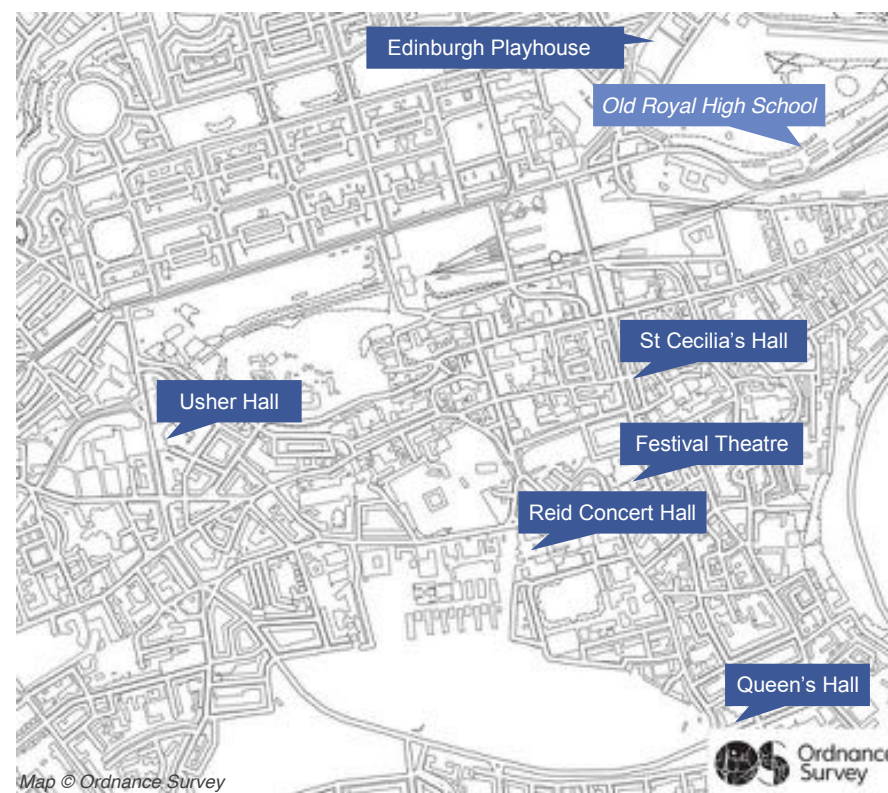 Edinburgh Playhouse
Old Royal High School
St Cecilia’s Hall
Usher Hall
Festival Theatre
Reid Concert Hall
Queen’s Hall
Ordnance
Survey
Map © Ordnance Survey